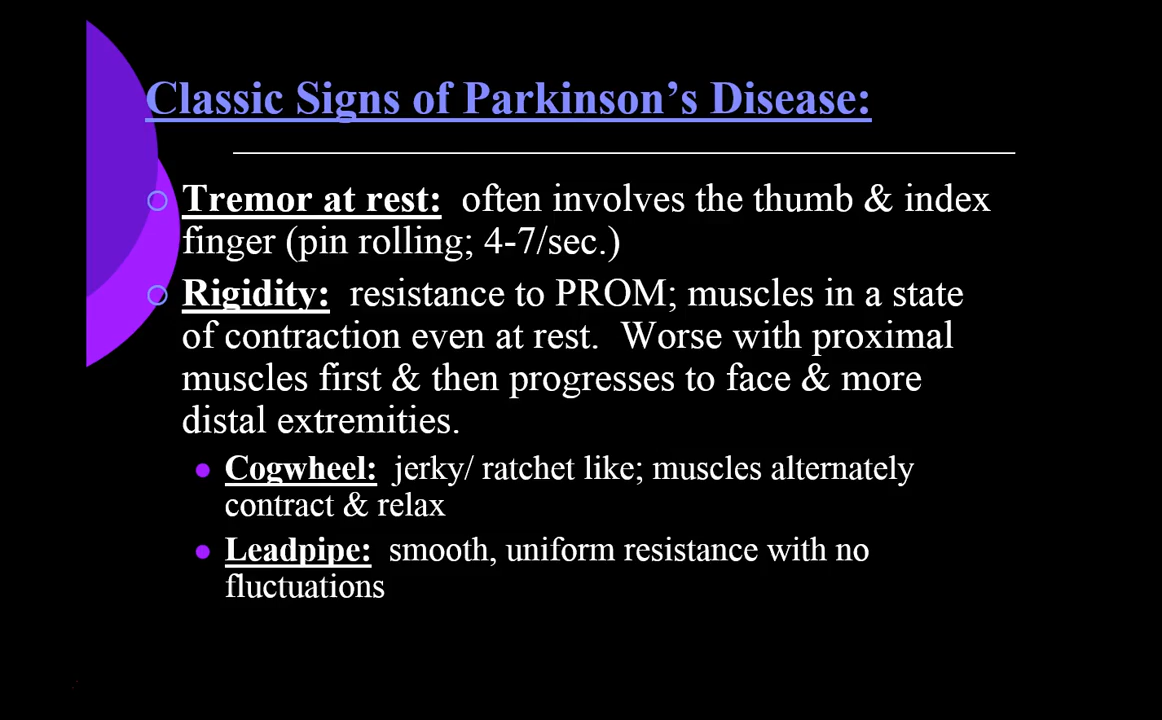 Classic Signs of Parkinson’s Disease:
Tremor at rest: often involves the thumb & index
finger (pin rolling; 4-7/sec.)
Rigidity: resistance to PROM; muscles in a state
of contraction even at rest. Worse with proximal
muscles first & then progresses to face & more
distal extremities.
Cogwheel: jerky/ ratchet like; muscles alternately
contract & relax
Leadpipe: smooth, uniform resistance with no
fluctuations